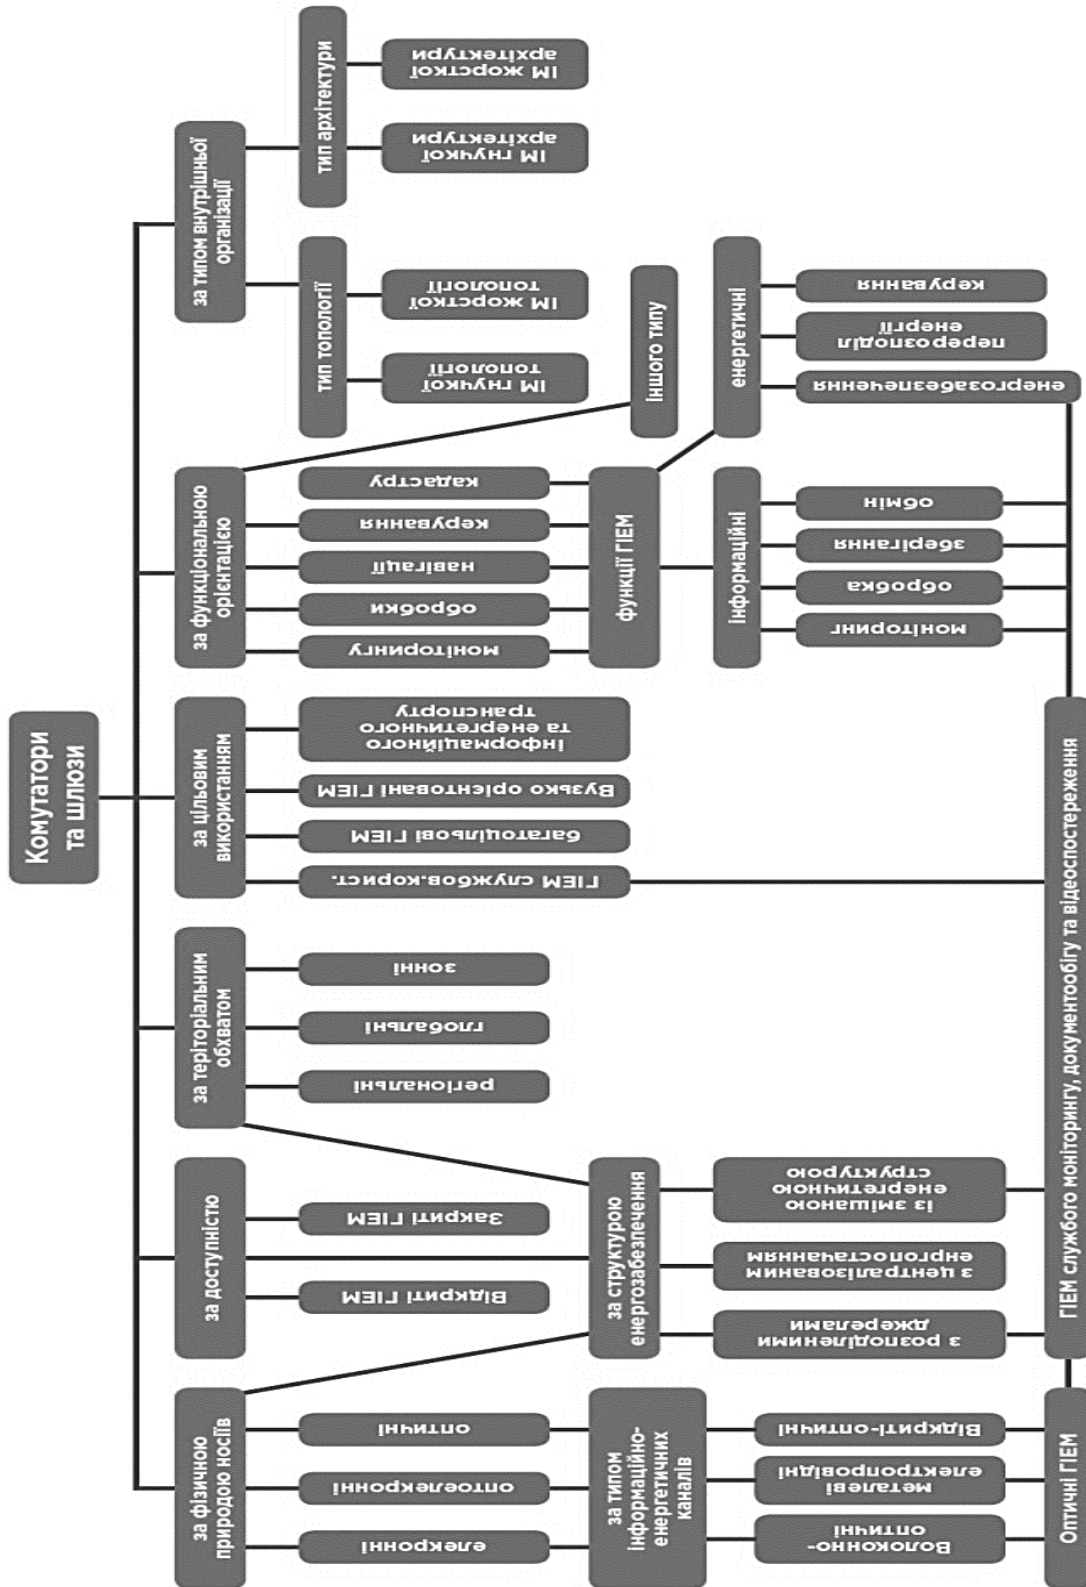 Комутатори
та шлюзи
за фізичною
природою носіїв
за доступністю
за теріторіальним
обхватом
за цільовим
використанням
за функціональною
орієнтацією
за типом внутрішньої
організації
елекронні
оптоелекронні
оптичні
Відкриті ГІЕМ
Закриті ГІЕМ
регіональні
глобальні
зонні
ГІЕМ службов.корист.
багатоцільові ГІЕМ
Вузько орієнтовані ГІЕМ
інформаційного
та енергетичного
транспорту
моніторингу
обробки
навігації
керування
кадастру
тип топології
тип архітектури
ІМ гнучкої
топології
ІМ жорсткої
топології
ІМ гнучкої
архітектури
ІМ жорсткої
архітектури
за типом
інформаційно-
енергетичних
каналів
за структурою
енергозабезпечення
функції ГІЕМ
іншого типу
Волоконно-
оптичні
металеві
електропровідні
Відкриті-оптичні
з розподіленими
джерелами
з централізованим
енергопостачанням
із змішаною
енергетичною
структурою
інформаційні
енергетичні
моніторинг
обробка
зберігання
обмін
енергозабезпечення
перерозподіл
енергії
керування
Оптичні ГІЕМ
ГІЕМ службого моніторингу, документообігу та відеоспостереження